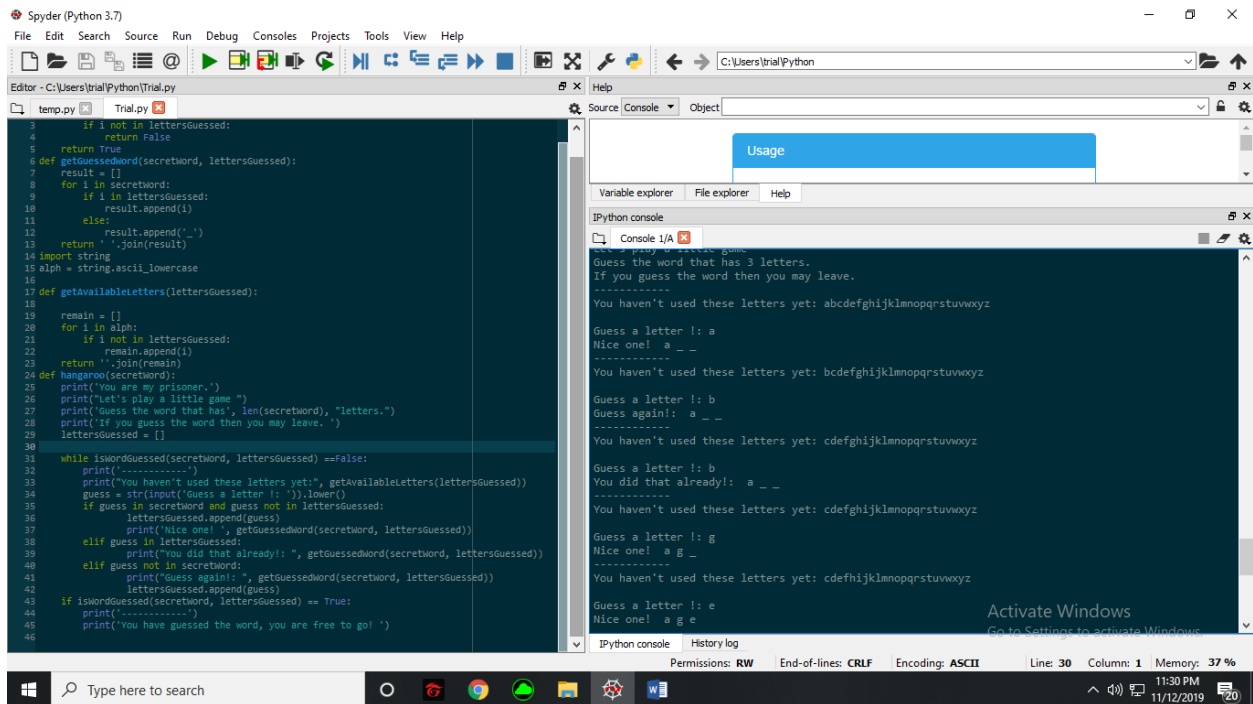 Spyder (Python 3.7)
File Edit Search Source Run Debug Consoles Projects Tools View Help
C:\Users\trial\Python
Editor - C:\Users\trial\Python\Trial.py
temp.py Trial.py
3 if i not in lettersGuessed:
4 return False
5 return True
6 def getGuessedWord(secretWord, lettersGuessed):
7 result = []
8 for i in secretWord:
9 if i in lettersGuessed:
10 result.append(i)
11 else:
12 result.append('_')
13 return ' '.join(result)
14 import string
15 alph = string.ascii_lowercase
16
17 def getAvailableLetters(lettersGuessed):
18
19 remain = []
20 for i in alph:
21 if i not in lettersGuessed:
22 remain.append(i)
23 return ''.join(remain)
24 def hangaroo(secretWord):
25 print('You are my prisoner.')
26 print("Let's play a little game ")
27 print('Guess the word that has', len(secretWord), "letters.")
28 print('If you guess the word then you may leave. ')
29 lettersGuessed = []
30
31 while isWordGuessed(secretWord, lettersGuessed) ==False:
32 print('------------')
33 print("You haven't used these letters yet:", getAvailableLetters(lettersGuessed))
34 guess = str(input('Guess a letter !: ')).lower()
35 if guess in secretWord and guess not in lettersGuessed:
36 lettersGuessed.append(guess)
37 print('Nice one! ', getGuessedWord(secretWord, lettersGuessed))
38 elif guess in lettersGuessed:
39 print("You did that already!: ", getGuessedWord(secretWord, lettersGuessed))
40 elif guess not in secretWord:
41 print("Guess again!: ", getGuessedWord(secretWord, lettersGuessed))
42 lettersGuessed.append(guess)
43 if isWordGuessed(secretWord, lettersGuessed) == True:
44 print('------------')
45 print('You have guessed the word, you are free to go! ')
46
Help
Source Console Object
Usage
Variable explorer File explorer Help
IPython console
Console 1/A
Let's play a little game
Guess the word that has 3 letters.
If you guess the word then you may leave.
------------
You haven't used these letters yet: abcdefghijklmnopqrstuvwxyz
Guess a letter !: a
Nice one!  a _ _
------------
You haven't used these letters yet: bcdefghijklmnopqrstuvwxyz
Guess a letter !: b
Guess again!:  a _ _
------------
You haven't used these letters yet: cdefghijklmnopqrstuvwxyz
Guess a letter !: b
You did that already!:  a _ _
------------
You haven't used these letters yet: cdefghijklmnopqrstuvwxyz
Guess a letter !: g
Nice one!  a g _
------------
You haven't used these letters yet: cdefhijklmnopqrstuvwxyz
Guess a letter !: e
Nice one!  a g e
Activate Windows
Go to Settings to activate Windows.
IPython console History log
Permissions: RW End-of-lines: CRLF Encoding: ASCII Line: 30 Column: 1 Memory: 37 %
Type here to search
11:30 PM
11/12/2019
20